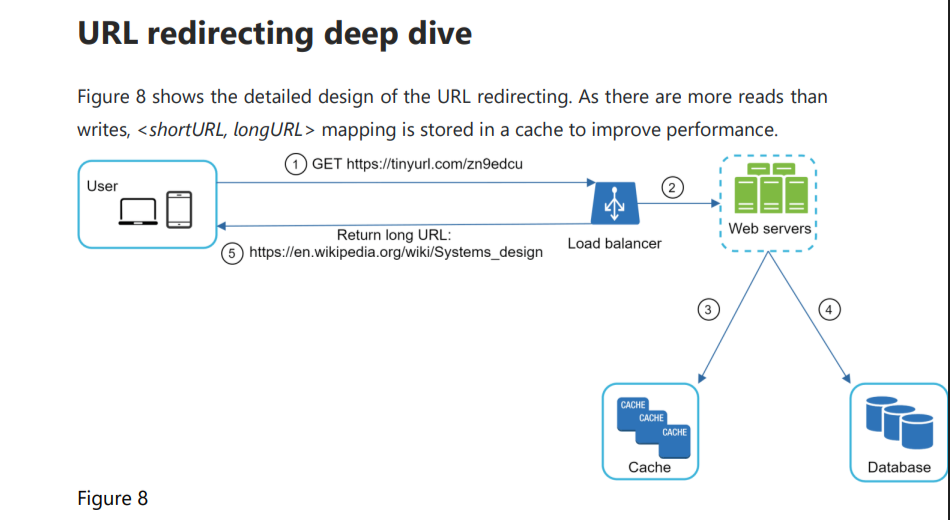 URL redirecting deep dive
Figure 8 shows the detailed design of the URL redirecting. As there are more reads than
writes, <shortURL, longURL> mapping is stored in a cache to improve performance.
1 GET https://tinyurl.com/zn9edcu
User
2
Web servers
Load balancer
Return long URL:
5 https://en.wikipedia.org/wiki/Systems_design
3
4
CACHE
CACHE
CACHE
Cache
Database
Figure 8